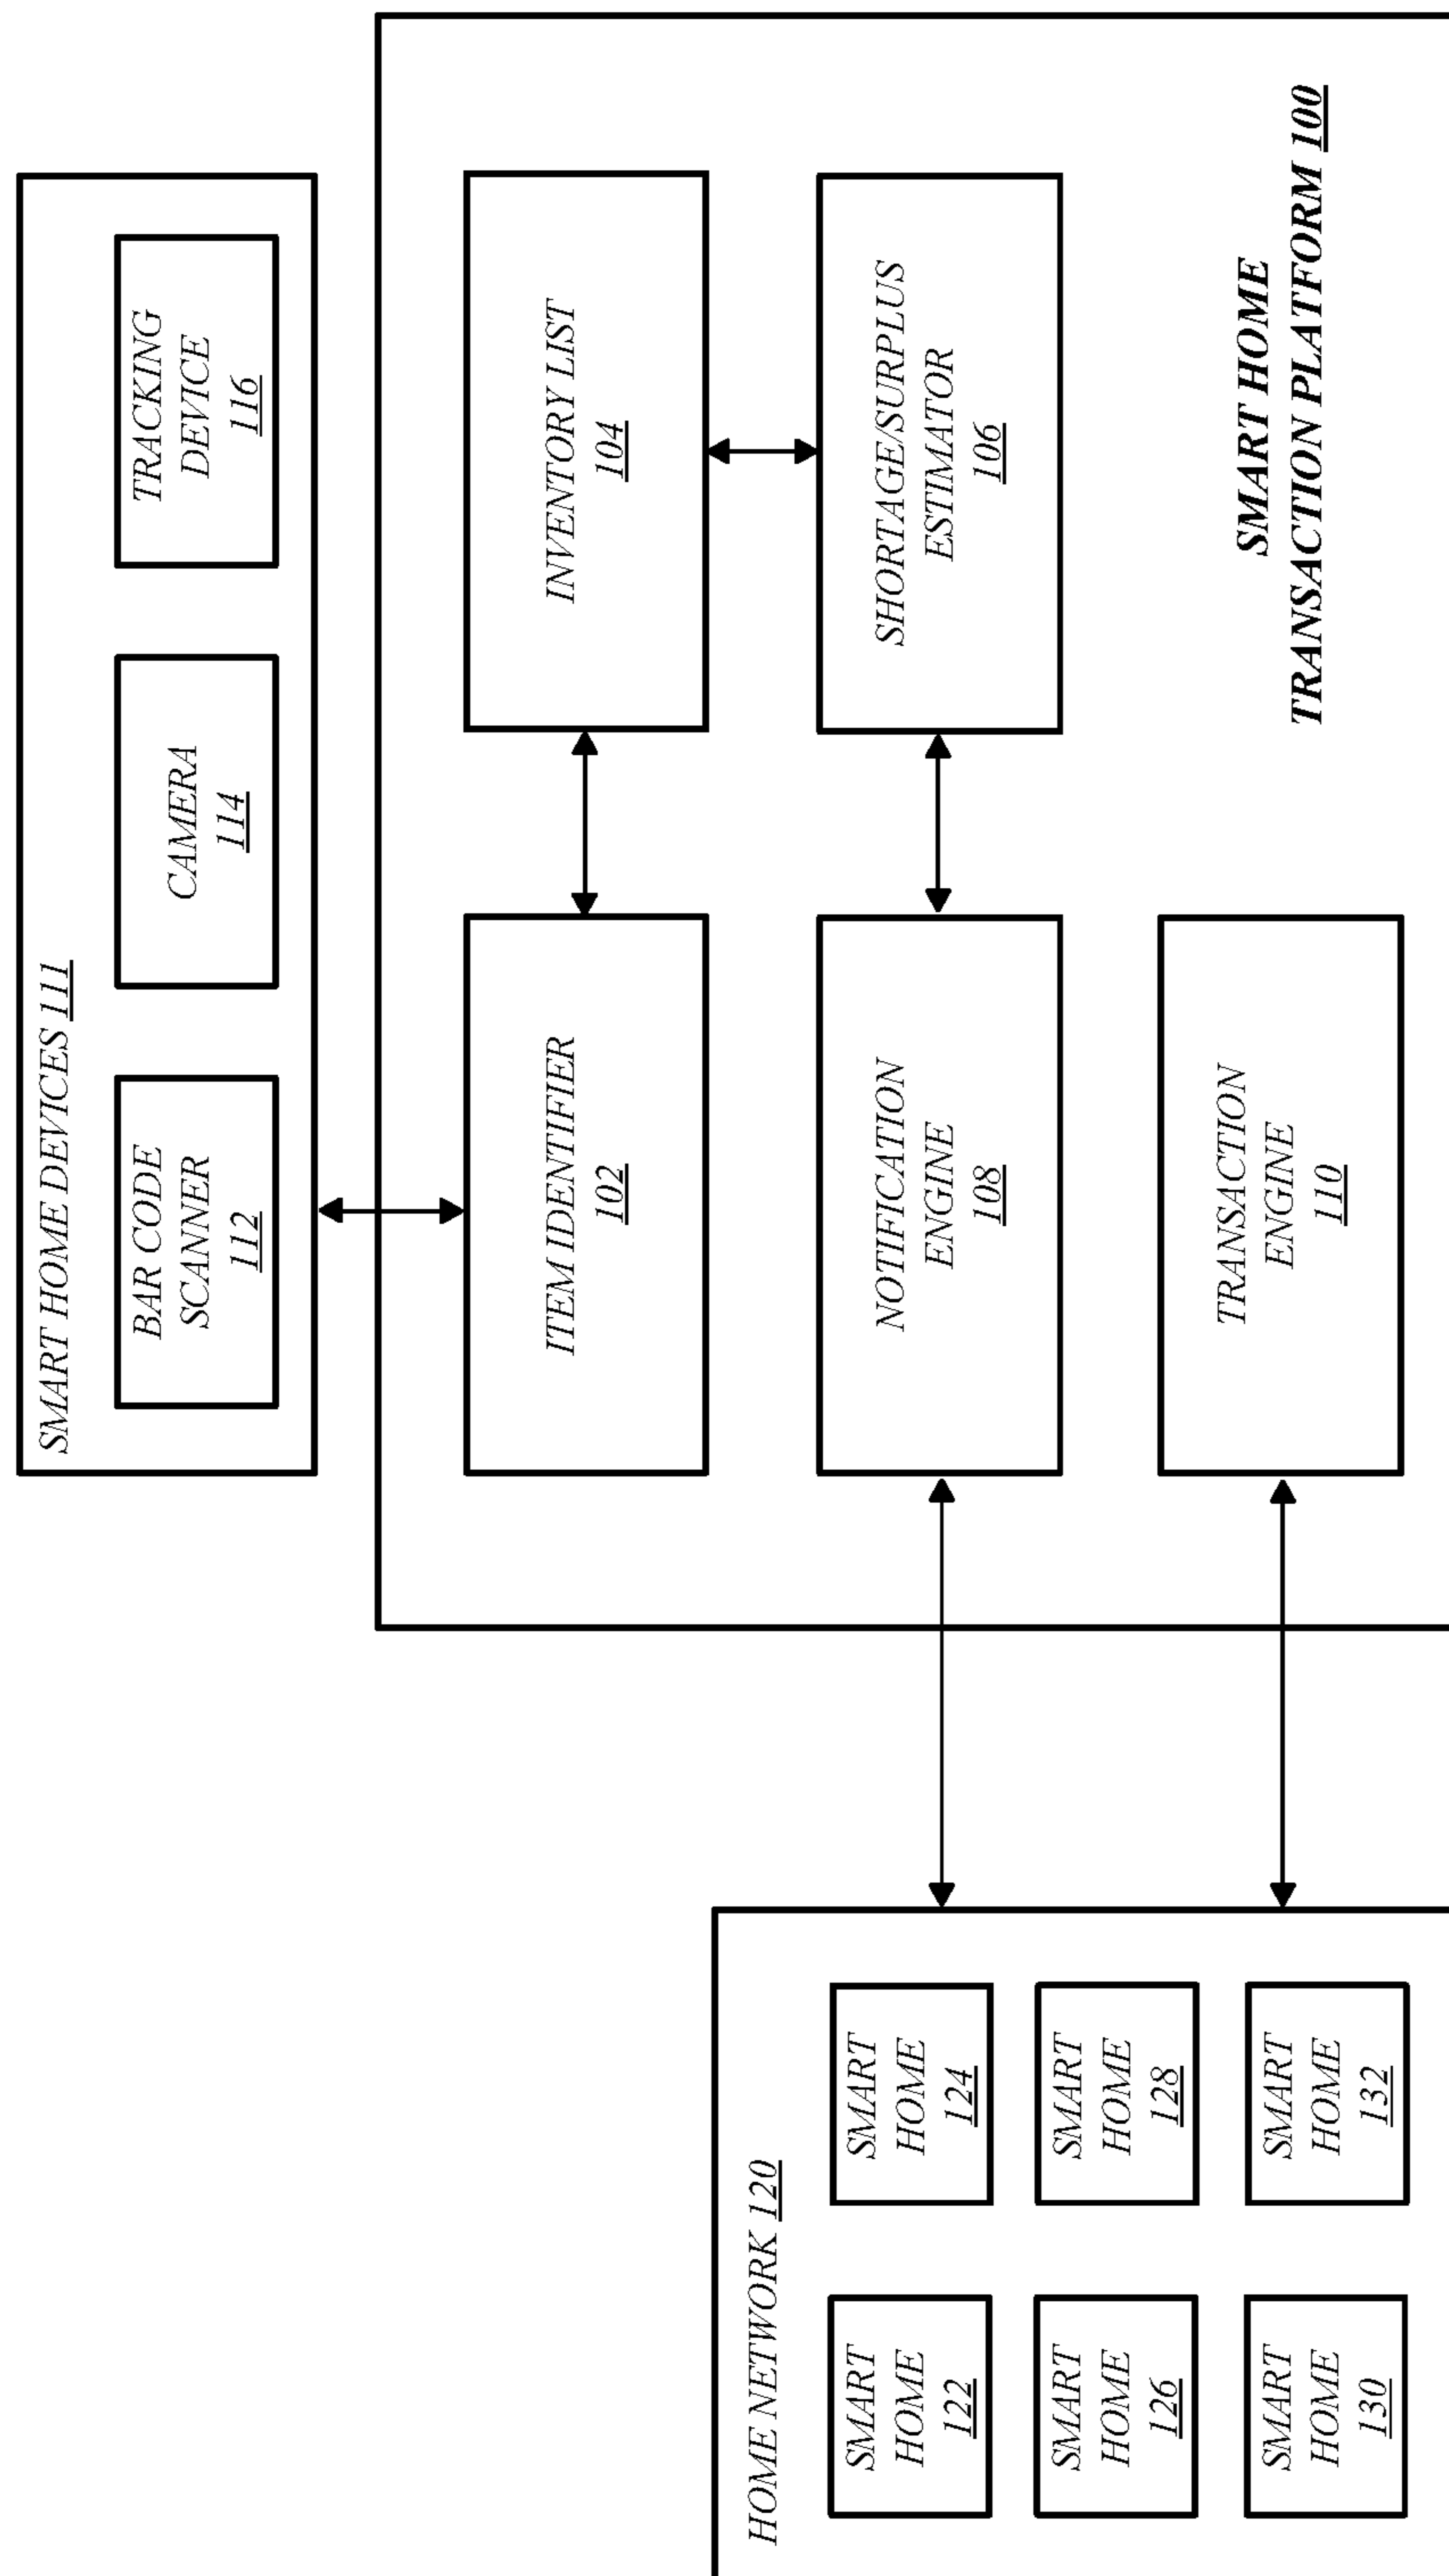 SMART HOME DEVICES 111
BAR CODE
SCANNER
112
CAMERA
114
TRACKING
DEVICE
116
ITEM IDENTIFIER
102
INVENTORY LIST
104
HOME NETWORK 120
SMART
HOME
122
SMART
HOME
124
NOTIFICATION
ENGINE
108
SHORTAGE/SURPLUS
ESTIMATOR
106
SMART
HOME
126
SMART
HOME
128
SMART
HOME
130
SMART
HOME
132
TRANSACTION
ENGINE
110
SMART HOME
TRANSACTION PLATFORM 100